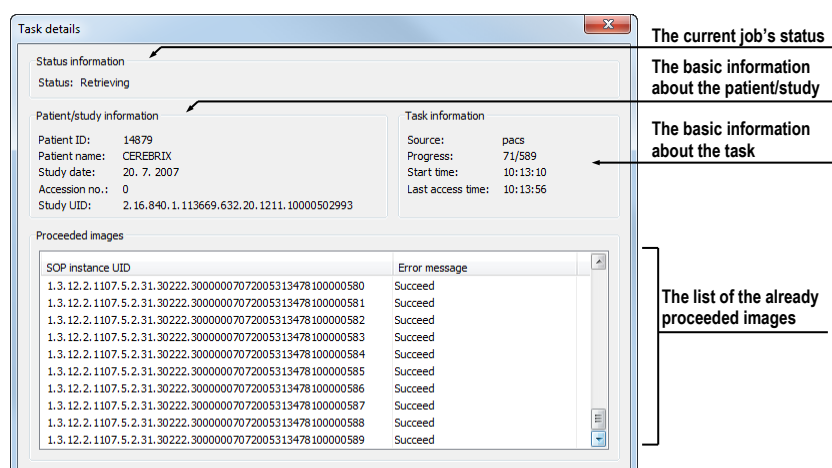 Task details
The current job's status
Status information
Status: Retrieving
The basic information
about the patient/study
Patient/study information
Patient ID: 14879
Patient name: CEREBRIX
Study date: 20. 7. 2007
Accession no.: 0
Study UID: 2.16.840.1.113669.632.20.1211.10000502993
Task information
Source: pacs
Progress: 71/589
Start time: 10:13:10
Last access time: 10:13:56
The basic information
about the task
Proceeded images
SOP instance UID Error message
1.3.12.2.1107.5.2.31.30222.30000007072005313478100000580 Succeed
1.3.12.2.1107.5.2.31.30222.30000007072005313478100000581 Succeed
1.3.12.2.1107.5.2.31.30222.30000007072005313478100000582 Succeed
1.3.12.2.1107.5.2.31.30222.30000007072005313478100000583 Succeed
1.3.12.2.1107.5.2.31.30222.30000007072005313478100000584 Succeed
1.3.12.2.1107.5.2.31.30222.30000007072005313478100000585 Succeed
1.3.12.2.1107.5.2.31.30222.30000007072005313478100000586 Succeed
1.3.12.2.1107.5.2.31.30222.30000007072005313478100000587 Succeed
1.3.12.2.1107.5.2.31.30222.30000007072005313478100000588 Succeed
1.3.12.2.1107.5.2.31.30222.30000007072005313478100000589 Succeed
The list of the already
proceeded images